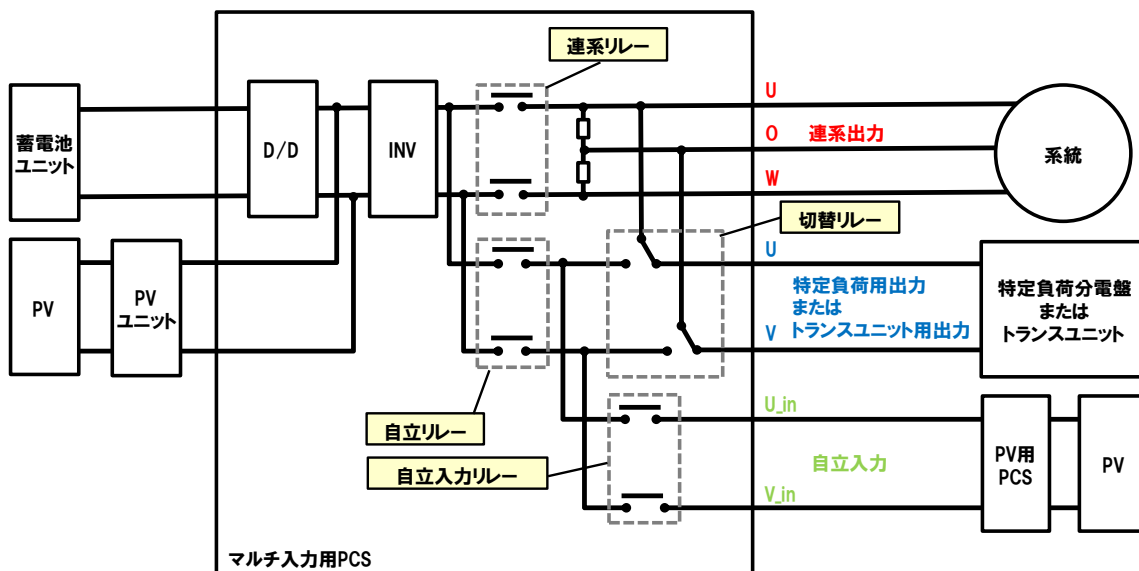 連系リレー
U
O 連系出力
W
蓄電池
ユニット
D/D
INV
系統
切替リレー
U
特定負荷用出力
または
V トランスユニット用出力
特定負荷分電盤
または
トランスユニット
PV
PV
ユニット
自立リレー
自立入力リレー
U_in
自立入力
V_in
PV用
PCS
PV
マルチ入力用PCS